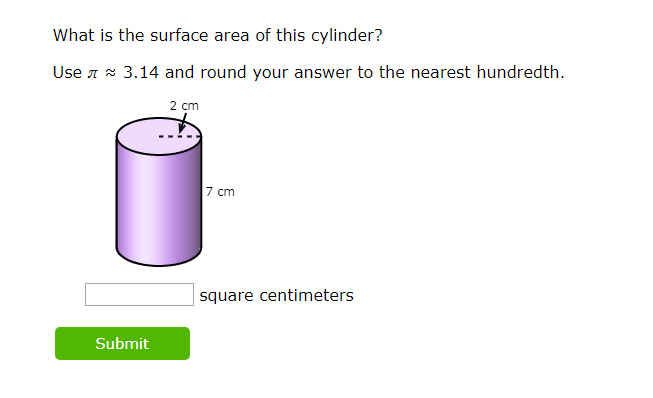 What is the surface area of this cylinder?
Use π ≈ 3.14 and round your answer to the nearest hundredth.
2 cm
7 cm
square centimeters
Submit